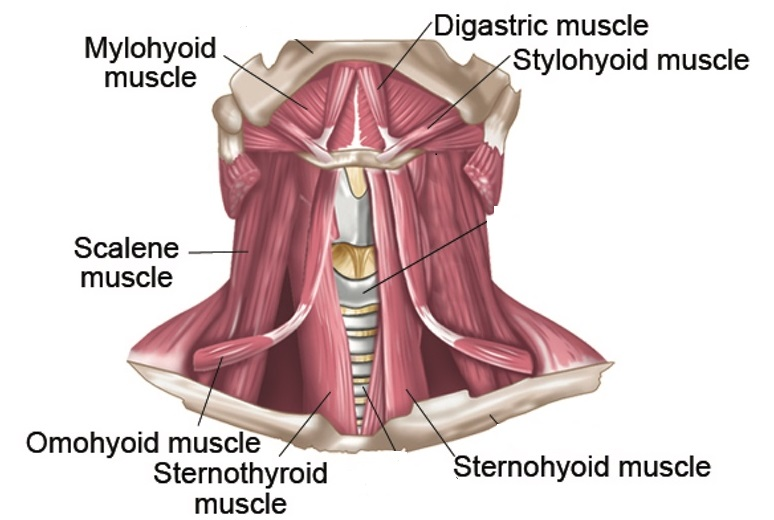 Digastric muscle
Mylohyoid
muscle
Stylohyoid muscle
Scalene
muscle
Omohyoid muscle
Sternothyroid
muscle
Sternohyoid muscle